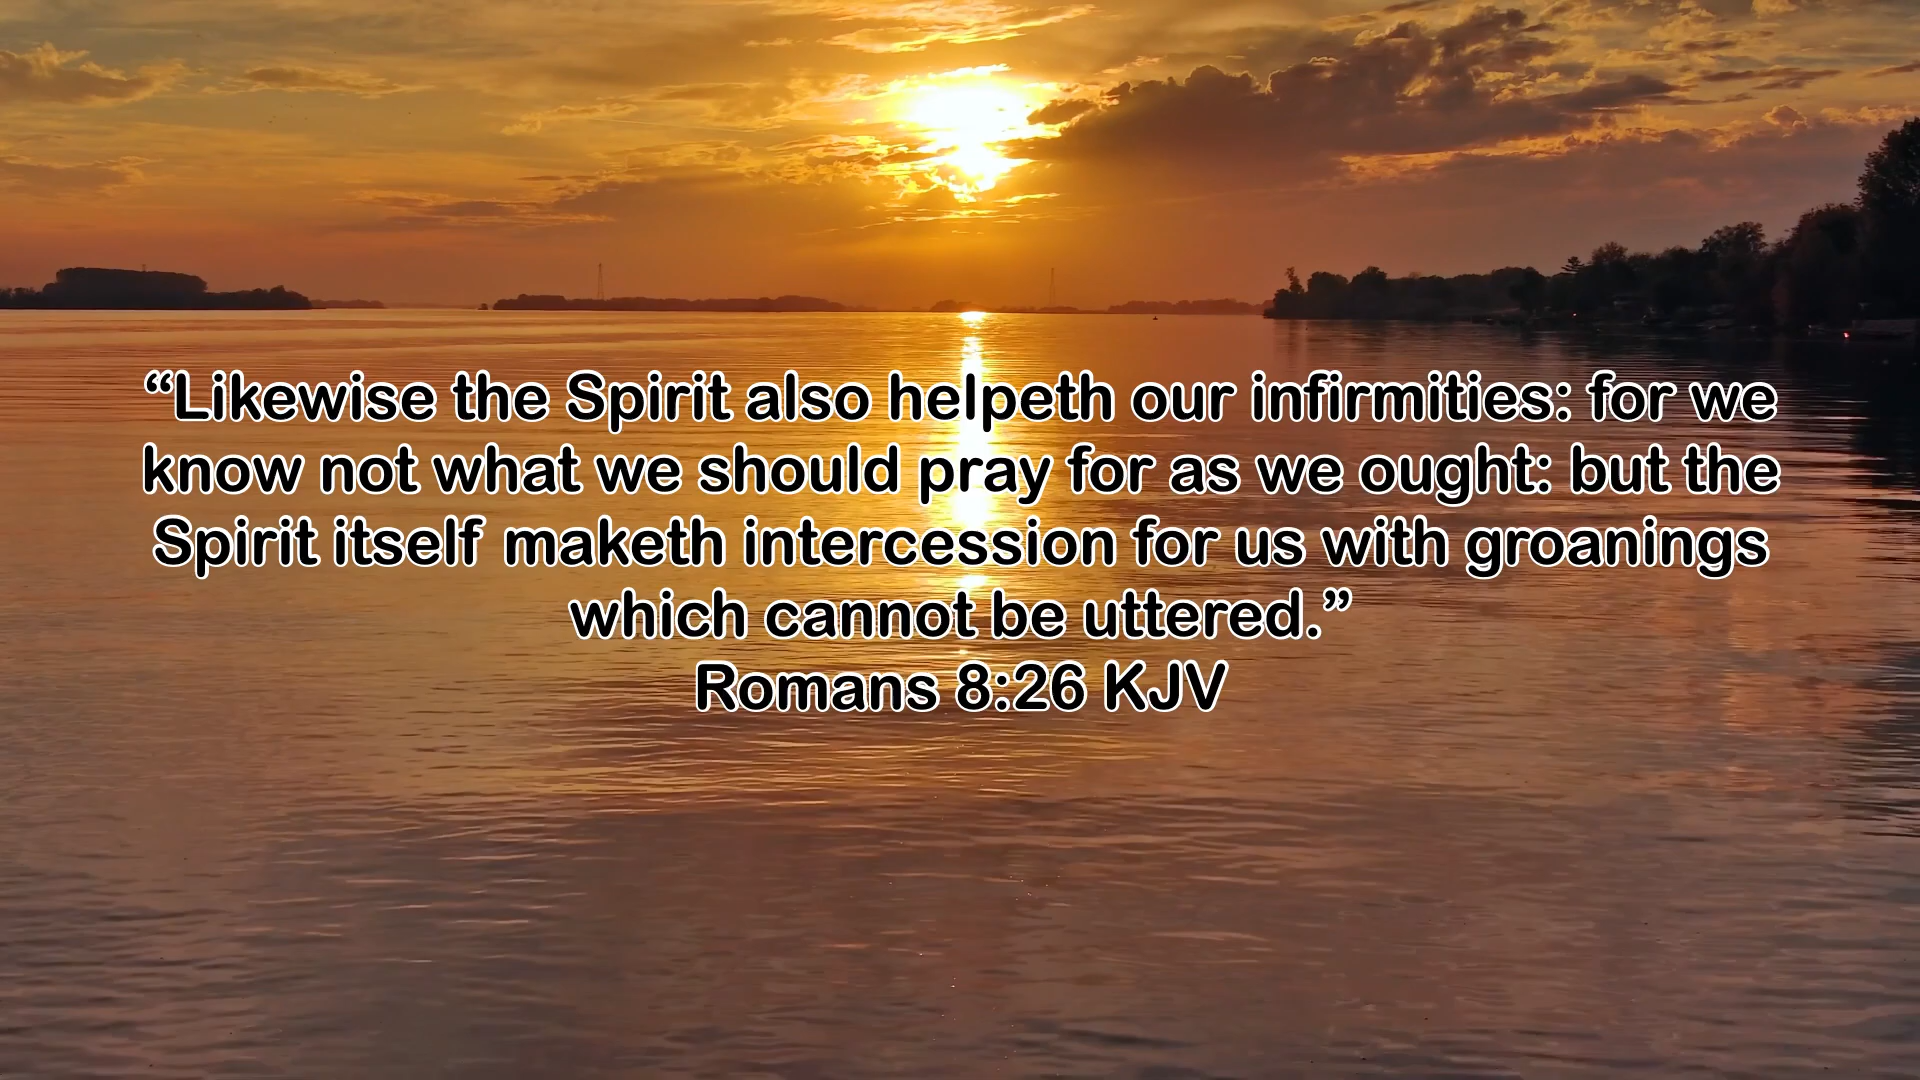 “Likewise the Spirit also helpeth our infirmities: for we
know not what we should pray for as we ought: but the
Spirit itself maketh intercession for us with groanings
which cannot be uttered.”
Romans 8:26 KJV